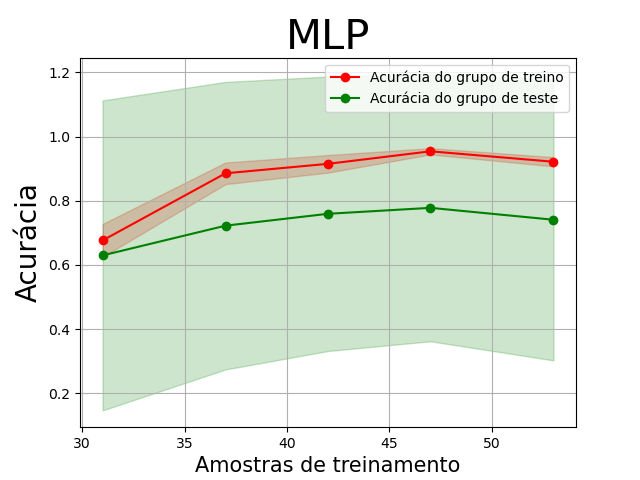 MLP
Acurácia do grupo de treino
Acurácia do grupo de teste
Acurácia
1.2
1.0
0.8
0.6
0.4
0.2
30 35 40 45 50
Amostras de treinamento